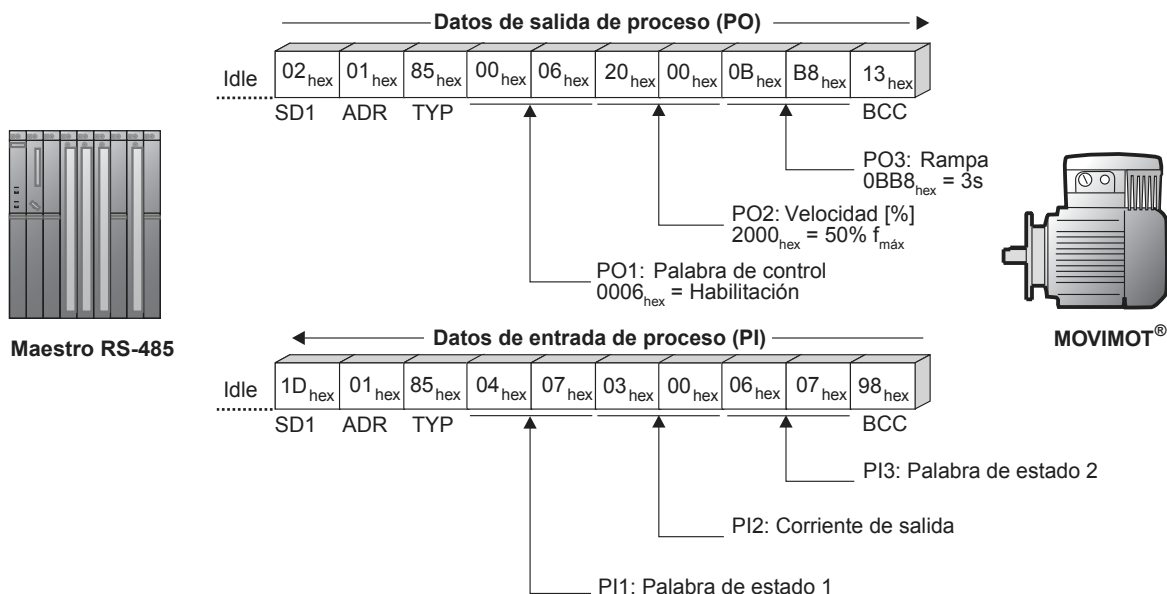 Datos de salida de proceso (PO)
Idle 02hex 01hex 85hex 00hex 06hex 20hex 00hex 0Bhex B8hex 13hex
SD1 ADR TYP BCC
PO3: Rampa
0BB8hex = 3s
PO2: Velocidad [%]
2000hex = 50% fmáx
PO1: Palabra de control
0006hex = Habilitación
Maestro RS-485
MOVIMOT®
Datos de entrada de proceso (PI)
Idle 1Dhex 01hex 85hex 04hex 07hex 03hex 00hex 06hex 07hex 98hex
SD1 ADR TYP BCC
PI3: Palabra de estado 2
PI2: Corriente de salida
PI1: Palabra de estado 1